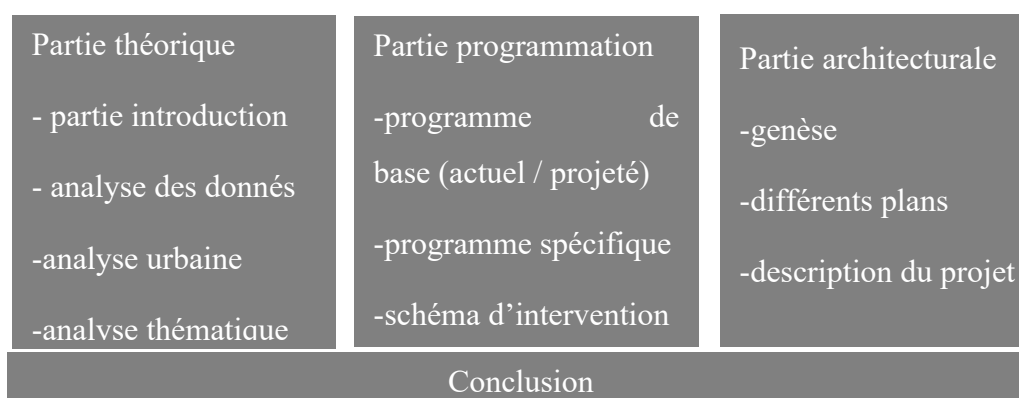 Partie théorique
- partie introduction
- analyse des donnés
-analyse urbaine
-analyse thématique
Partie programmation
-programme de
base (actuel / projeté)
-programme spécifique
-schéma d’intervention
Partie architecturale
-genèse
-différents plans
-description du projet
Conclusion